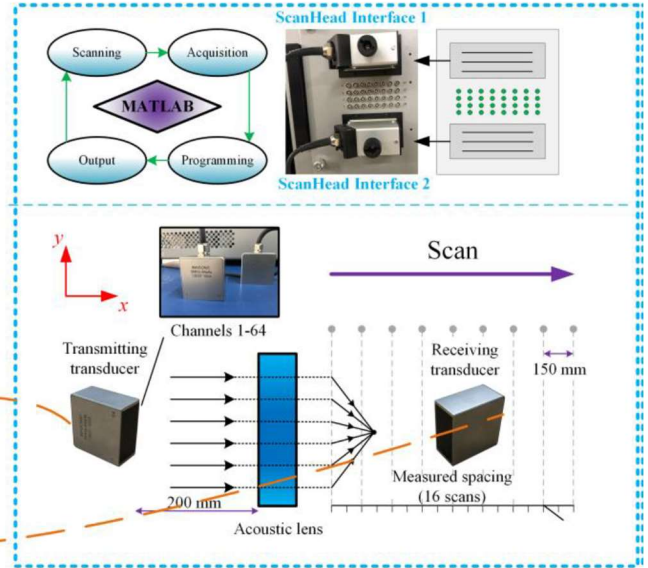 ScanHead Interface 1
Scanning
Acquisition
MATLAB
Output
Programming
ScanHead Interface 2
y
x
Scan
Channels 1-64
Transmitting
transducer
Receiving
transducer
150 mm
Measured spacing
(16 scans)
200 mm
Acoustic lens